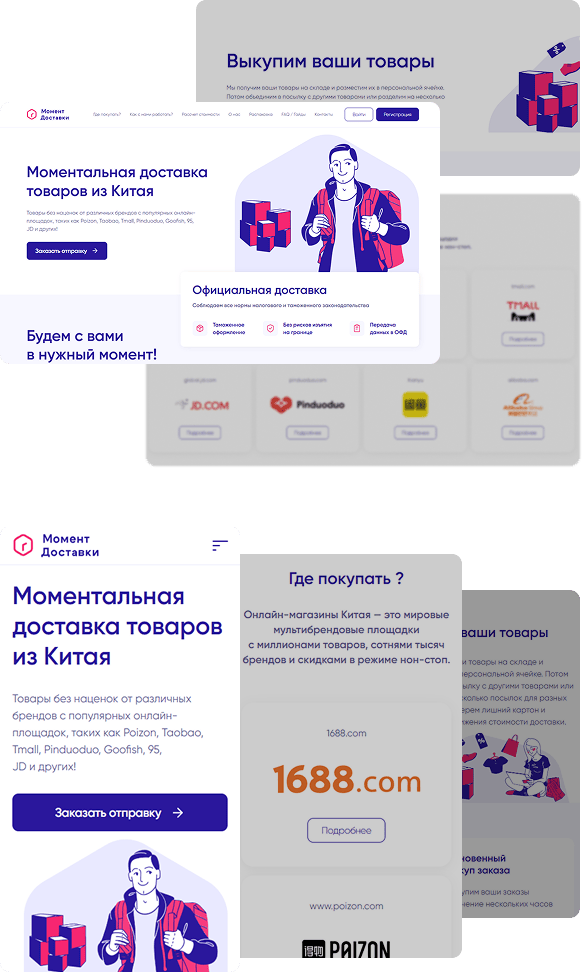 Выкупим ваши товары
Мы получим ваши товары на складе и разместим их в персональной ячейке.
Потом объединим в посылку с другими товарами или разделим на несколько
Момент
Доставки
Где покупать?
Как с нами работать?
Рассчет стоимости
О нас
Распаковка
FAQ / Гайды
Контакты
Войти
Регистрация
Моментальная доставка
товаров из Китая
Товары без наценок от различных брендов с популярных онлайн-
площадок, таких как Poizon, Taobao, Tmall, Pinduoduo, Goofish, 95,
JD и других!
Заказать отправку
Официальная доставка
Соблюдаем все нормы налогового и таможенного законодательства
Таможенное
оформление
Без рисков изъятия
на границе
Передача
данных в ОФД
Будем с вами
в нужный момент!
tmall.com
TMALL
Подробнее
global.jd.com
pinduoduo.com
alibaba.com
JD.COM
Pinduoduo
Подробнее
Подробнее
Подробнее
Подробнее
Момент
Доставки
Моментальная
доставка товаров
из Китая
Товары без наценок от различных
брендов с популярных онлайн-
площадок, таких как Poizon, Taobao,
Tmall, Pinduoduo, Goofish, 95,
JD и других!
Заказать отправку
Где покупать ?
Онлайн-магазины Китая — это мировые
мультибрендовые площадки
с миллионами товаров, сотнями тысяч
брендов и скидками в режиме нон-стоп.
1688.com
1688.com
Подробнее
www.poizon.com
得物 POIZON
ваши товары
и товары на складе и
персональной ячейке. Потом
ылку с другими товарами или
сколько посылок для разных
ерем лишний картон и
ижения стоимости доставки.
новенный
куп заказа
купим ваши заказы
чение нескольких часов